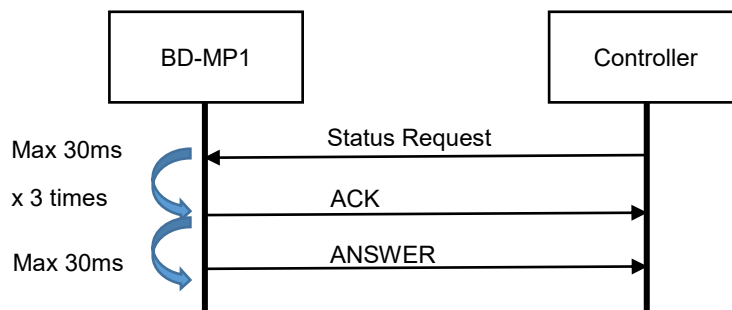 BD-MP1
Controller
Status Request
Max 30ms
x 3 times
ACK
ANSWER
Max 30ms